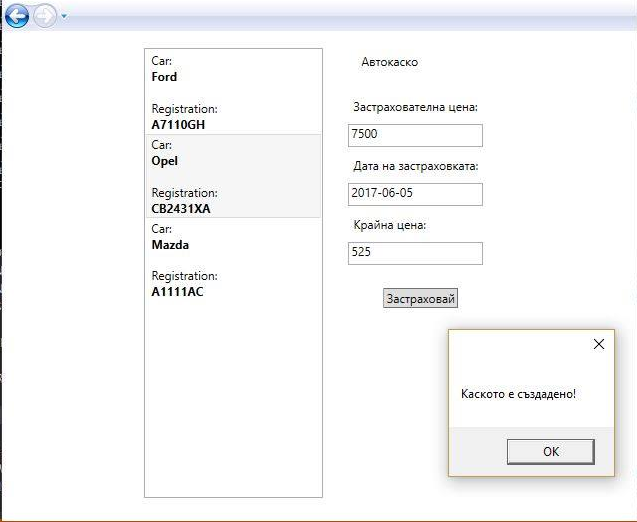 Car:
Ford
Registration:
A7110GH
Car:
Opel
Registration:
CB2431XA
Car:
Mazda
Registration:
A1111AC
Автокаско
Застрахователна цена:
7500
Дата на застраховката:
2017-06-05
Крайна цена:
525
Застраховай
Каското е създадено!
OK